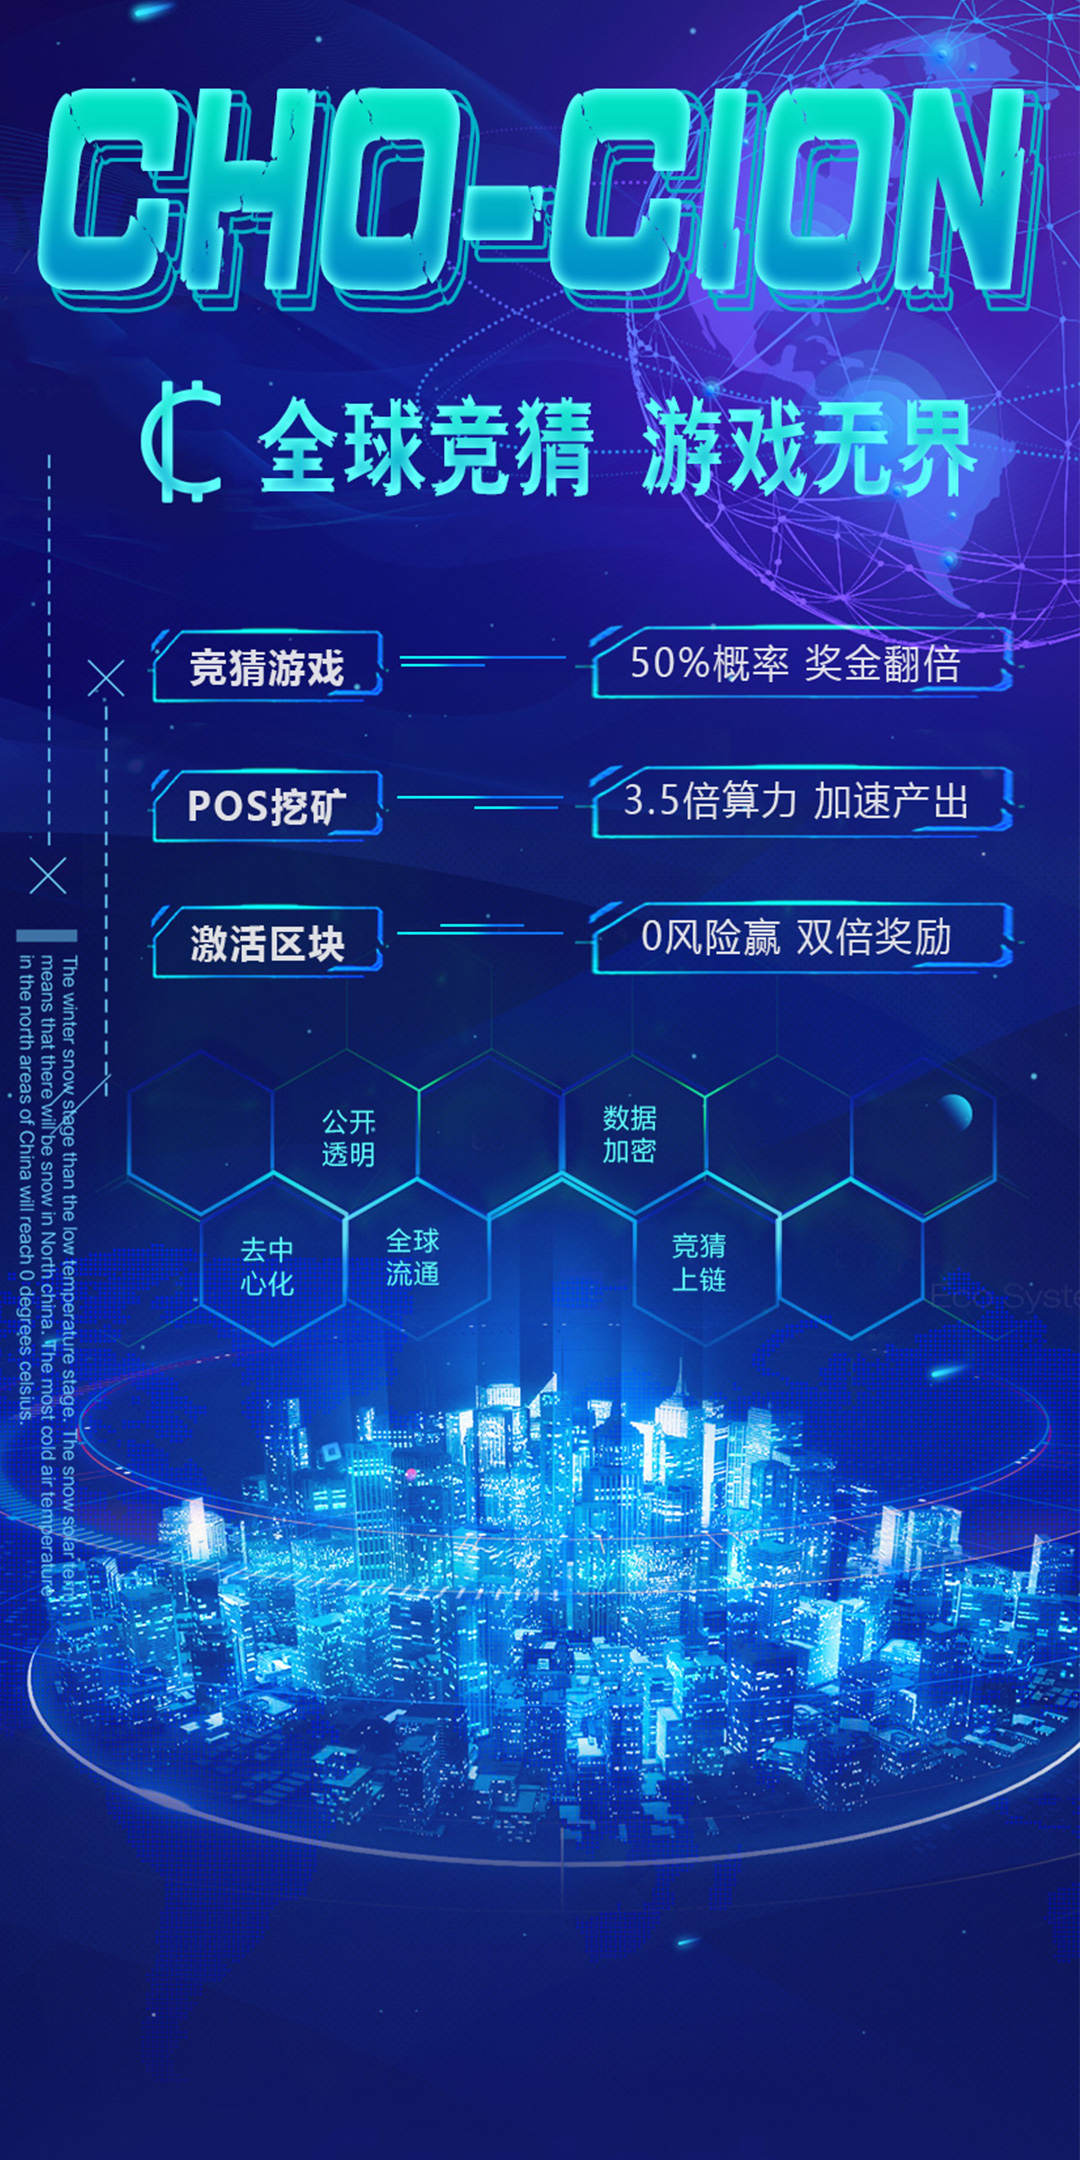 CHO-CION
₵ 全球竞猜 游戏无界
竞猜游戏
50%概率 奖金翻倍
POS挖矿
3.5倍算力 加速产出
激活区块
0风险赢 双倍奖励
公开
透明
数据
加密
去中
心化
全球
流通
竞猜
上链
The winter snow stage than the low temperature stage. The snow solar term
means that there will be snow in North china. The most cold air temperature
in the north areas of China will reach 0 degrees celsius.
Eco Syste